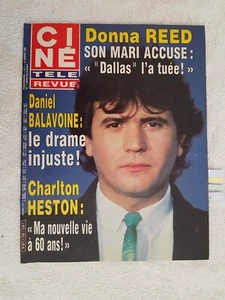 CINÉ
TELE
REVUE
Donna REED
SON MARI ACCUSE :
« "Dallas" l'a tuée! »
Daniel
BALAVOINE :
le drame
injuste!
Charlton
HESTON :
« Ma nouvelle vie
à 60 ans! »